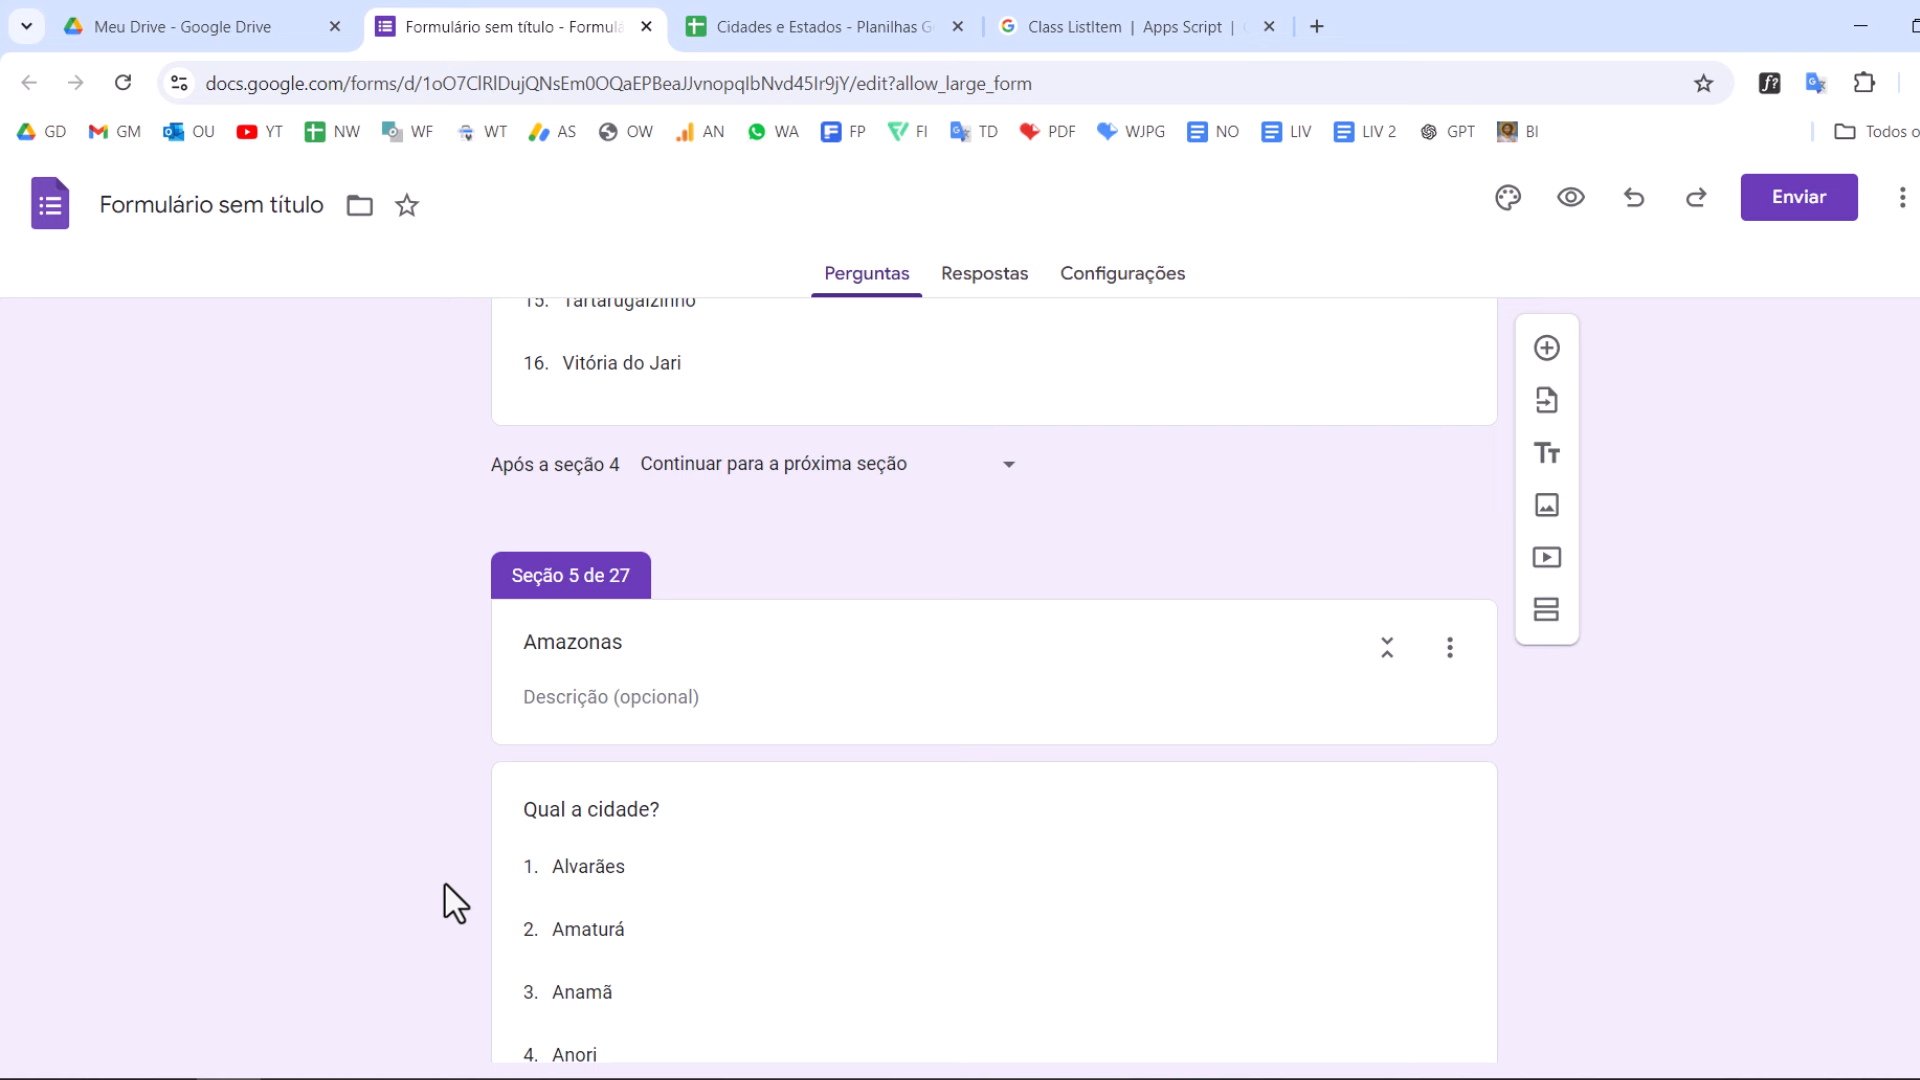 Meu Drive - Google Drive
Formulário sem título - Formulá
Cidades e Estados - Planilhas G
Class ListItem | Apps Script |
docs.google.com/forms/d/1oO7ClRlDujQNsEm0OQaEPBeaJJvnopqIbNvd45Ir9jY/edit?allow_large_form
GD
GM
OU
YT
NW
WF
WT
AS
OW
AN
WA
FP
FI
TD
PDF
WJPG
NO
LIV
LIV 2
GPT
BI
Todos o
Formulário sem título
Enviar
Perguntas
Respostas
Configurações
15. Tartarugalzinho
16. Vitória do Jari
Após a seção 4 Continuar para a próxima seção
Seção 5 de 27
Amazonas
Descrição (opcional)
Qual a cidade?
1. Alvarães
2. Amaturá
3. Anamã
4. Anori